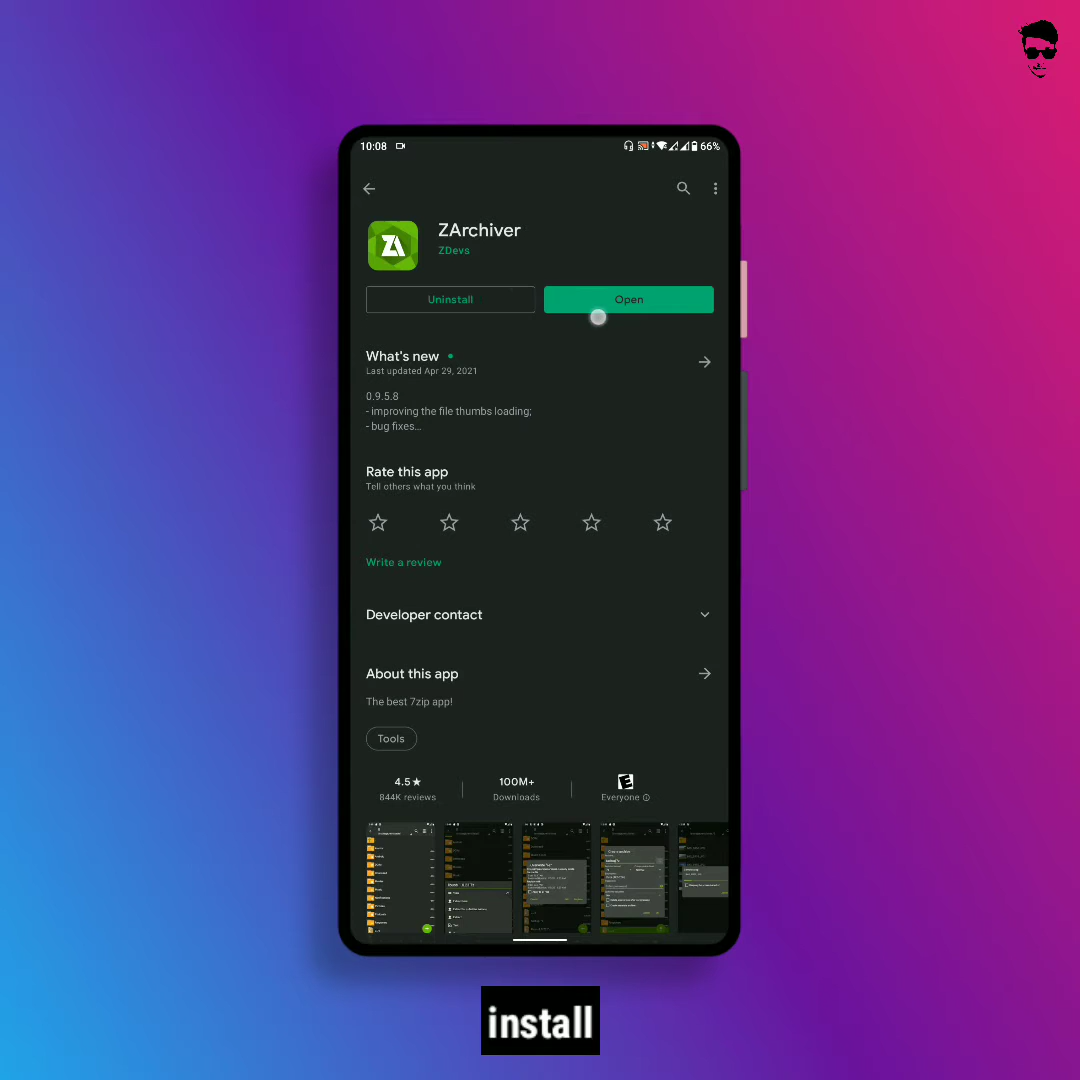 10:08
66%
ZArchiver
ZDevs
Uninstall
Open
What's new
Last updated Apr 29, 2021
0.9.5.8
- improving the file thumbs loading;
- bug fixes...
Rate this app
Tell others what you think
Write a review
Developer contact
About this app
The best 7zip app!
Tools
4.5★
844K reviews
100M+
Downloads
E
Everyone
install